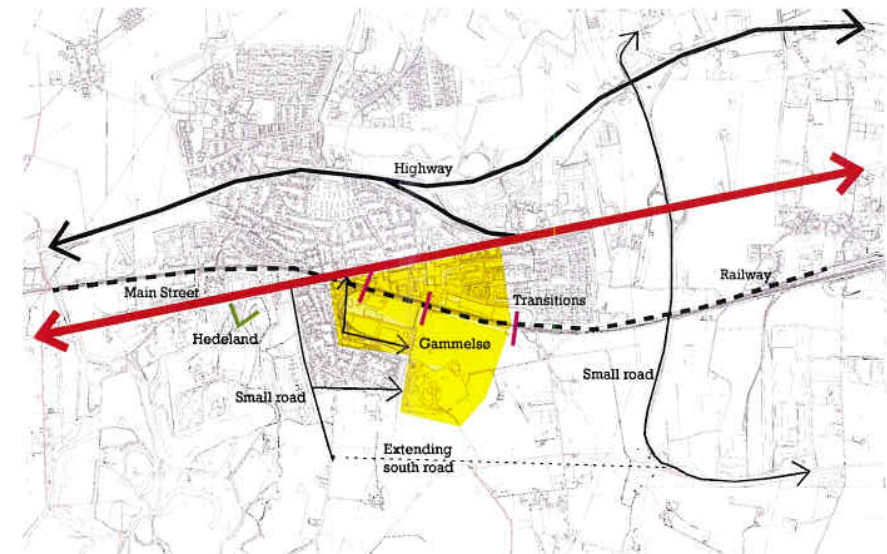 Highway
Railway
Main Street
Transitions
Hedeland
Gammelsø
Small road
Small road
Extending
south road